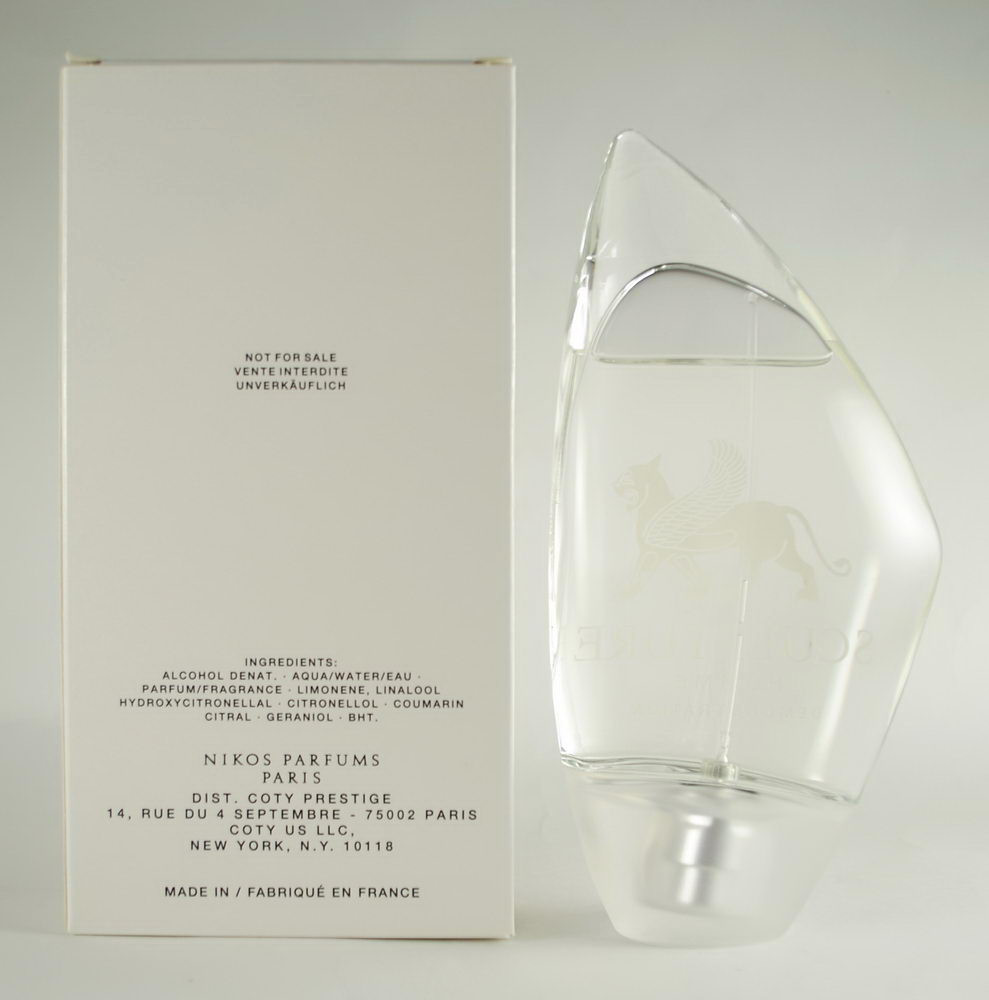 NOT FOR SALE
VENTE INTERDITE
UNVERKÄUFLICH
INGREDIENTS:
ALCOHOL DENAT. · AQUA/WATER/EAU ·
PARFUM/FRAGRANCE · LIMONENE, LINALOOL
HYDROXYCITRONELLAL · CITRONELLOL · COUMARIN
CITRAL · GERANIOL · BHT.
NIKOS PARFUMS
PARIS
DIST. COTY PRESTIGE
14, RUE DU 4 SEPTEMBRE - 75002 PARIS
COTY US LLC,
NEW YORK, N.Y. 10118
MADE IN / FABRIQUÉ EN FRANCE